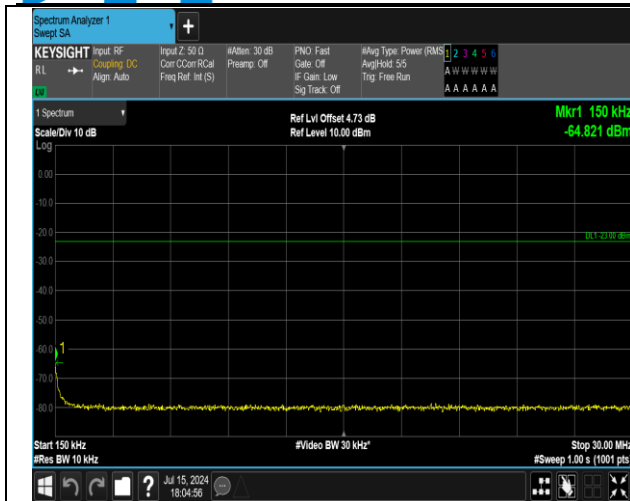 Spectrum Analyzer 1
Swept SA
+
KEYSIGHT
RL
LXI
Input: RF
Coupling: DC
Align: Auto
Input Z: 50 Ω
Corr CCorr RCal
Freq Ref: Int (S)
#Atten: 30 dB
Preamp: Off
PNO: Fast
Gate: Off
IF Gain: Low
Sig Track: Off
#Avg Type: Power (RMS
Avg|Hold: 5/5
Trig: Free Run
1 2 3 4 5 6
A W W W W W
A A A A A A
1 Spectrum
Scale/Div 10 dB
Log
Ref Lvl Offset 4.73 dB
Ref Level 10.00 dBm
Mkr1 150 kHz
-64.821 dBm
0.00
-10.0
-20.0
DL1 -23.00 dBm
-30.0
-40.0
-50.0
-60.0
1
-70.0
-80.0
Start 150 kHz
#Res BW 10 kHz
#Video BW 30 kHz*
Stop 30.00 MHz
#Sweep 1.00 s (1001 pts)
?
Jul 15, 2024
18:04:56